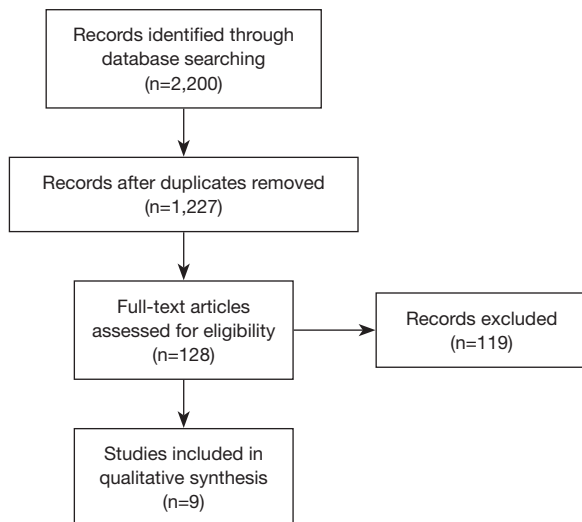 Records identified through
database searching
(n=2,200)
Records after duplicates removed
(n=1,227)
Full-text articles
assessed for eligibility
(n=128)
Records excluded
(n=119)
Studies included in
qualitative synthesis
(n=9)